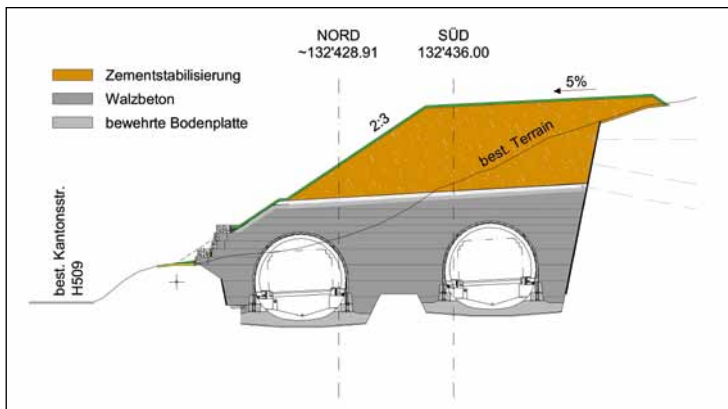 NORD
~132'428.91
SÜD
132'436.00
Zementstabilisierung
Walzbeton
bewehrte Bodenplatte
5%
2:3
best. Terrain
best. Kantonsstr.
H509